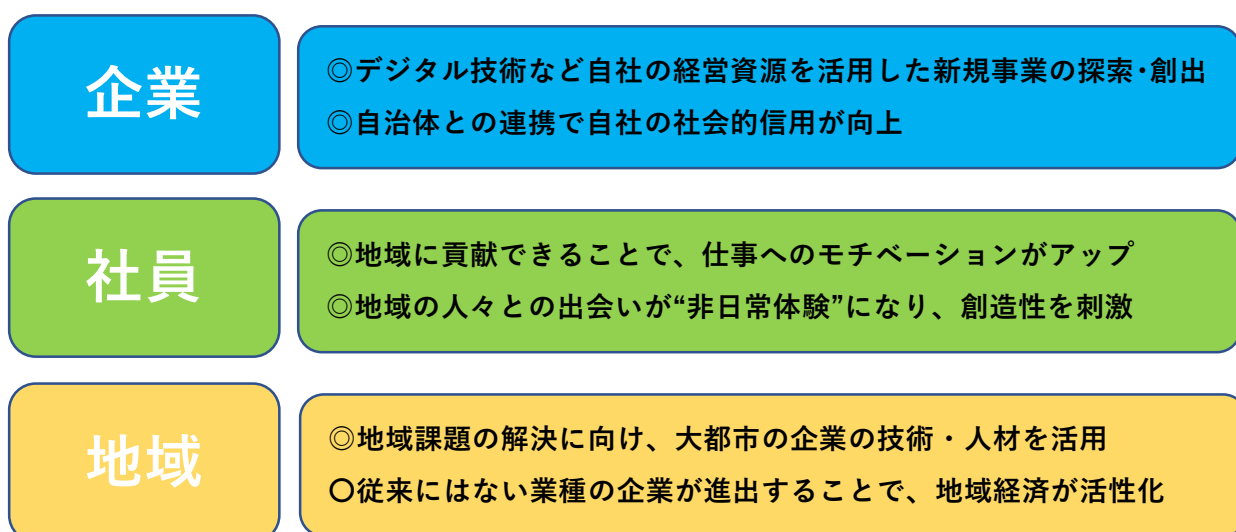 企業
◎デジタル技術など自社の経営資源を活用した新規事業の探索･創出
◎自治体との連携で自社の社会的信用が向上
社員
◎地域に貢献できることで、仕事へのモチベーションがアップ
◎地域の人々との出会いが“非日常体験”になり、創造性を刺激
地域
◎地域課題の解決に向け、大都市の企業の技術・人材を活用
〇従来にはない業種の企業が進出することで、地域経済が活性化